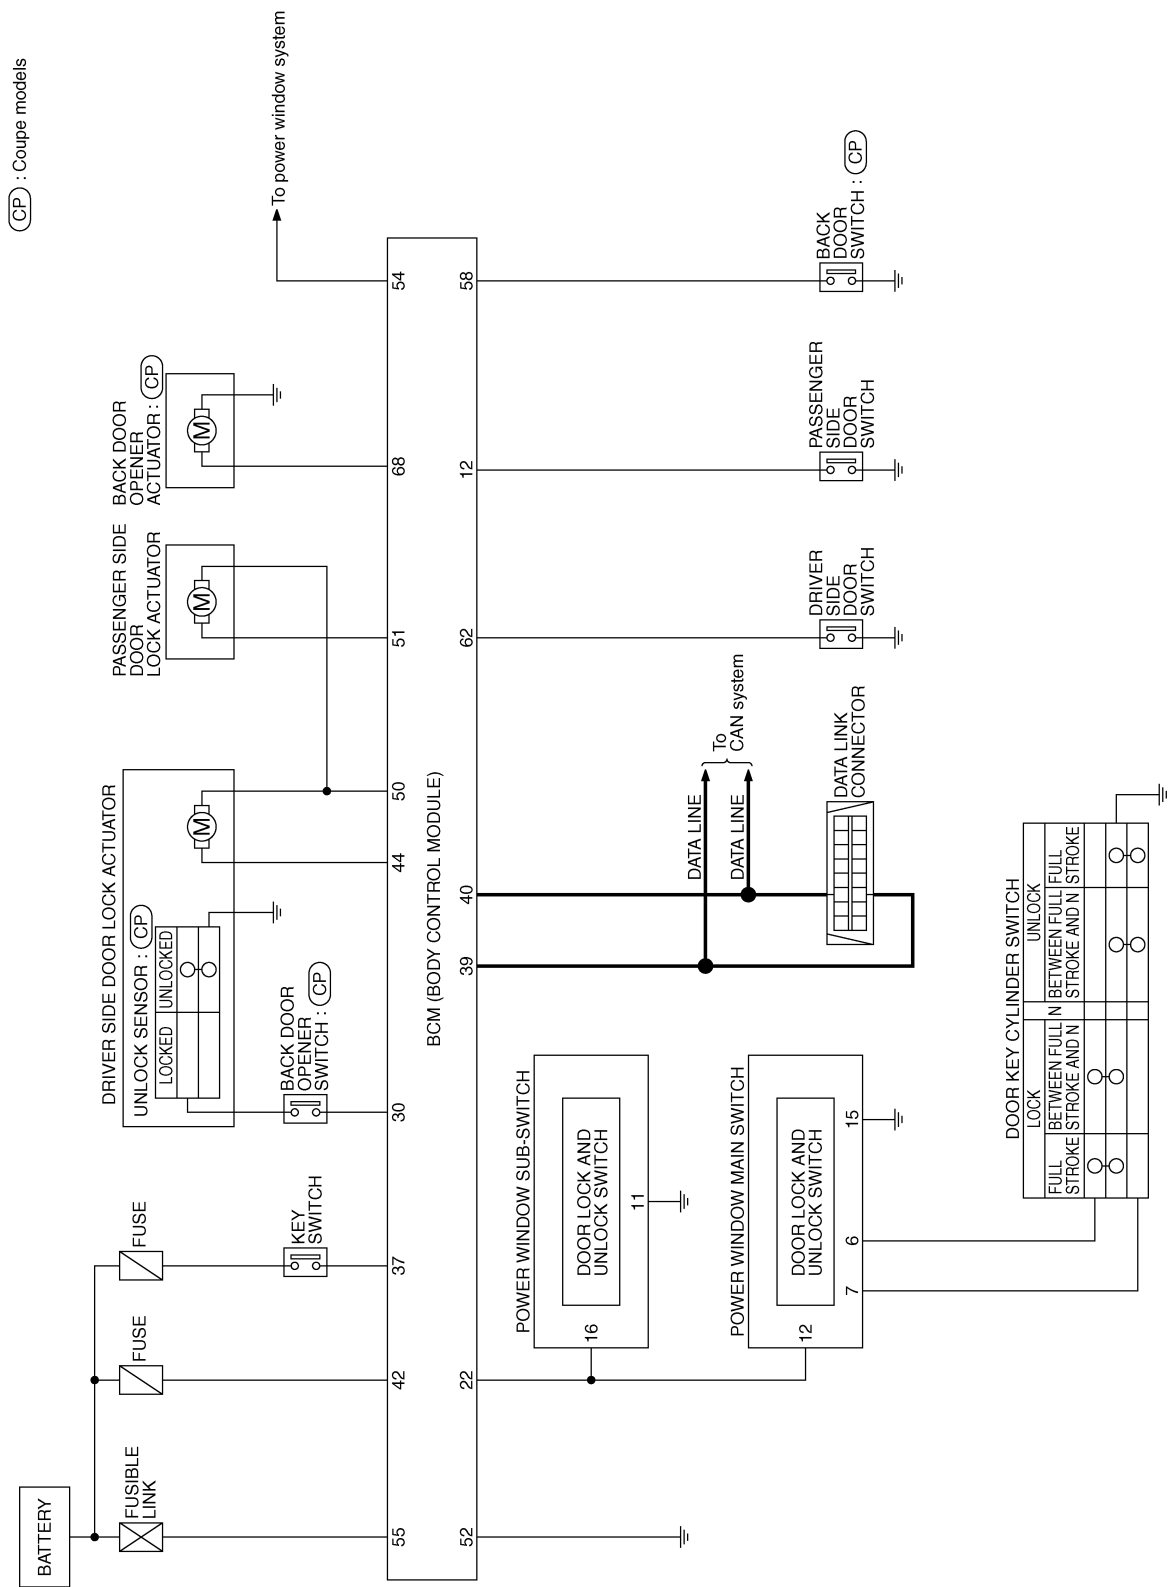 CP : Coupe models
BATTERY
FUSIBLE
LINK
FUSE
FUSE
KEY
SWITCH
DRIVER SIDE DOOR LOCK ACTUATOR
UNLOCK SENSOR : CP
LOCKED
UNLOCKED
BACK DOOR
OPENER
SWITCH : CP
PASSENGER SIDE
DOOR
LOCK ACTUATOR
M
M
BACK DOOR
OPENER
ACTUATOR : CP
M
To power window system
55
42
37
30
44
50
51
68
54
BCM (BODY CONTROL MODULE)
52
22
39
40
62
12
58
POWER WINDOW SUB-SWITCH
DOOR LOCK AND
UNLOCK SWITCH
16
11
POWER WINDOW MAIN SWITCH
DOOR LOCK AND
UNLOCK SWITCH
12
15
7
6
DATA LINE
DATA LINE
To
CAN system
DATA LINK
CONNECTOR
DRIVER
SIDE
DOOR
SWITCH
PASSENGER
SIDE
DOOR
SWITCH
BACK
DOOR
SWITCH : CP
DOOR KEY CYLINDER SWITCH
LOCK
N
UNLOCK
FULL
STROKE
BETWEEN FULL
STROKE AND N
BETWEEN FULL
STROKE AND N
FULL
STROKE